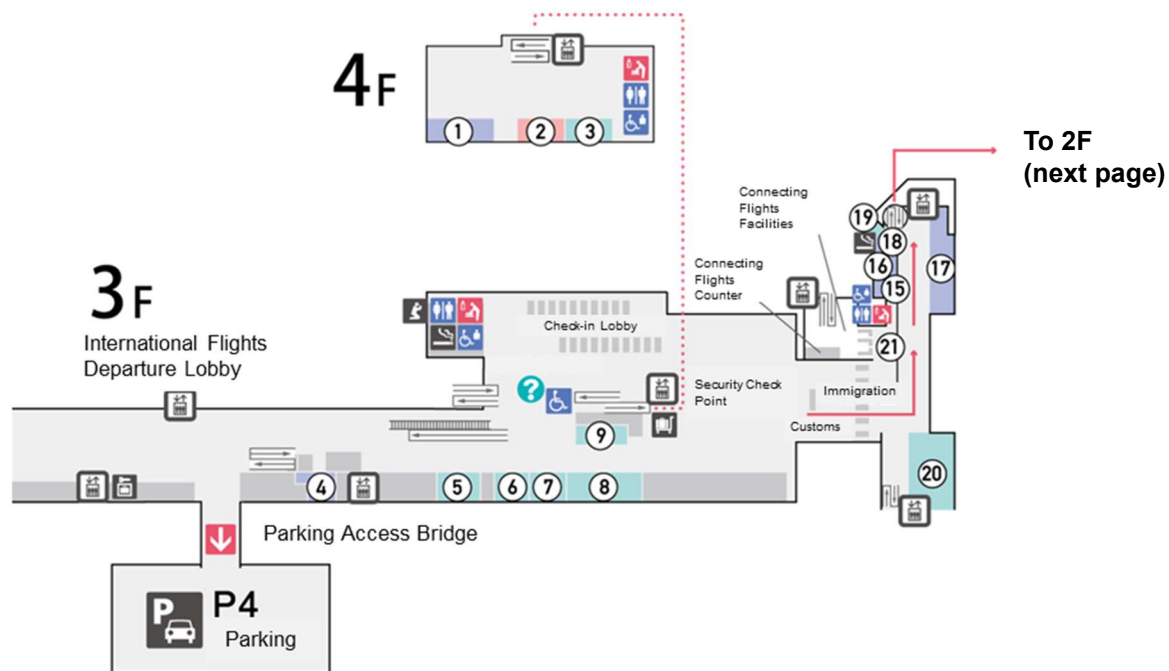 4F
1
2
3
To 2F
(next page)
Connecting
Flights
Facilities
19
18
16
17
15
Connecting
Flights
Counter
3F
International Flights
Departure Lobby
Check-in Lobby
21
?
Security Check
Point
Immigration
Customs
9
20
4
5
6
7
8
Parking Access Bridge
P
P4
Parking